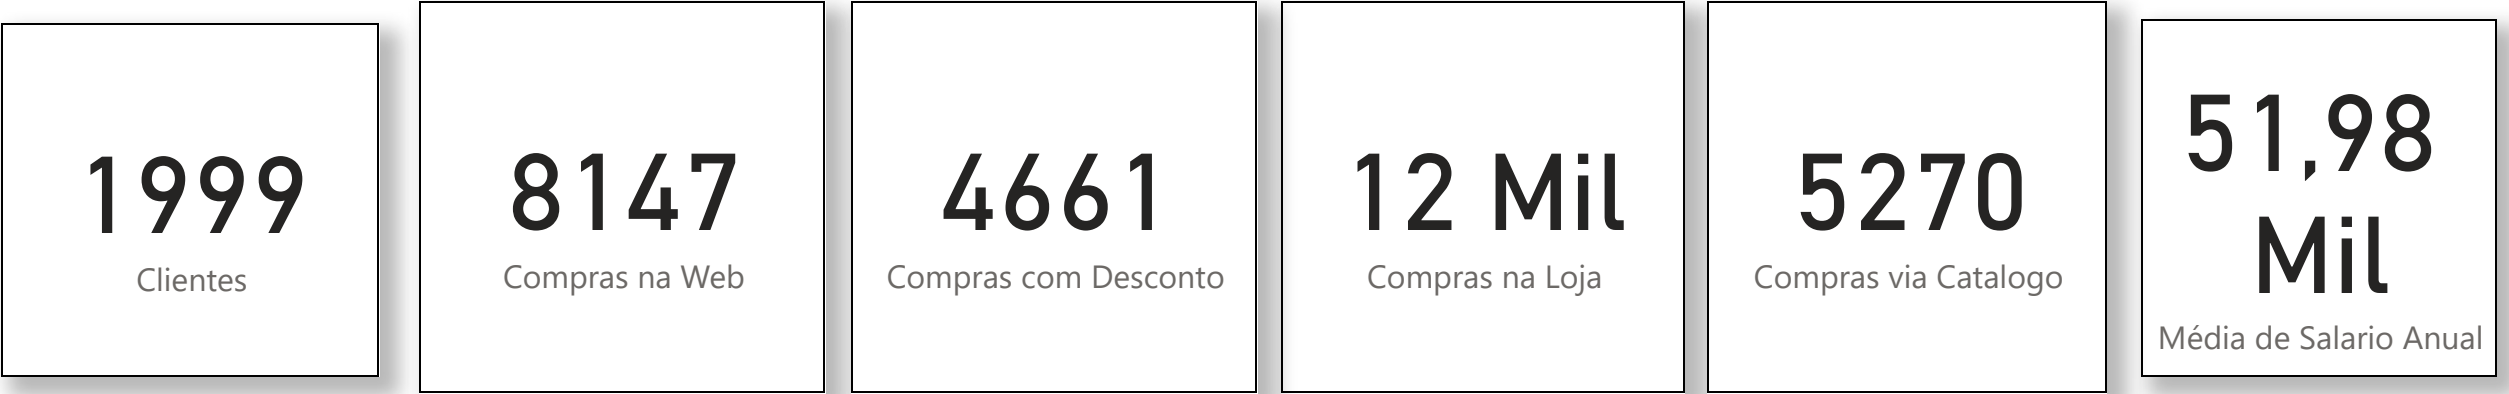 1999
Clientes
8147
Compras na Web
4661
Compras com Desconto
12 Mil
Compras na Loja
5270
Compras via Catalogo
51,98
Mil
Média de Salario Anual